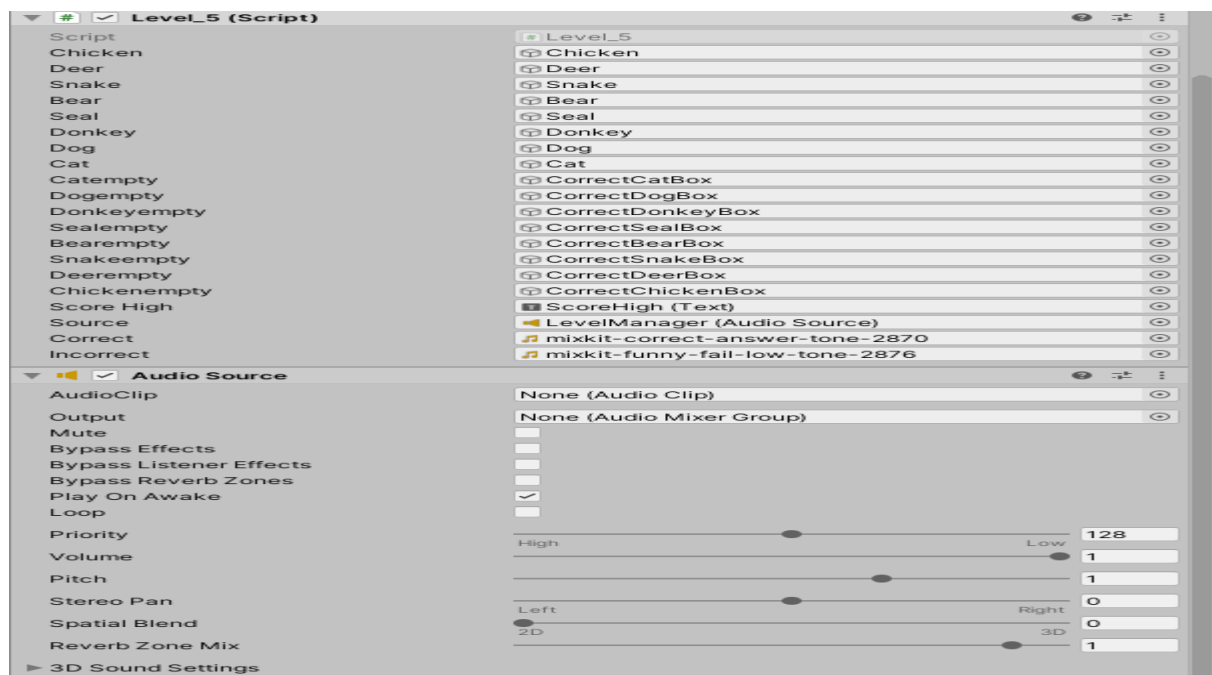 Level_5 (Script)
Script Level_5
Chicken Chicken
Deer Deer
Snake Snake
Bear Bear
Seal Seal
Donkey Donkey
Dog Dog
Cat Cat
Catempty CorrectCatBox
Dogempty CorrectDogBox
Donkeyempty CorrectDonkeyBox
Sealempty CorrectSealBox
Bearempty CorrectBearBox
Snakeempty CorrectSnakeBox
Deerempty CorrectDeerBox
Chickenempty CorrectChickenBox
Score High ScoreHigh (Text)
Source LevelManager (Audio Source)
Correct mixkit-correct-answer-tone-2870
Incorrect mixkit-funny-fail-low-tone-2876
Audio Source
AudioClip None (Audio Clip)
Output None (Audio Mixer Group)
Mute
Bypass Effects
Bypass Listener Effects
Bypass Reverb Zones
Play On Awake
Loop
Priority 128
High Low
Volume 1
Pitch 1
Stereo Pan 0
Left Right
Spatial Blend 0
2D 3D
Reverb Zone Mix 1
3D Sound Settings